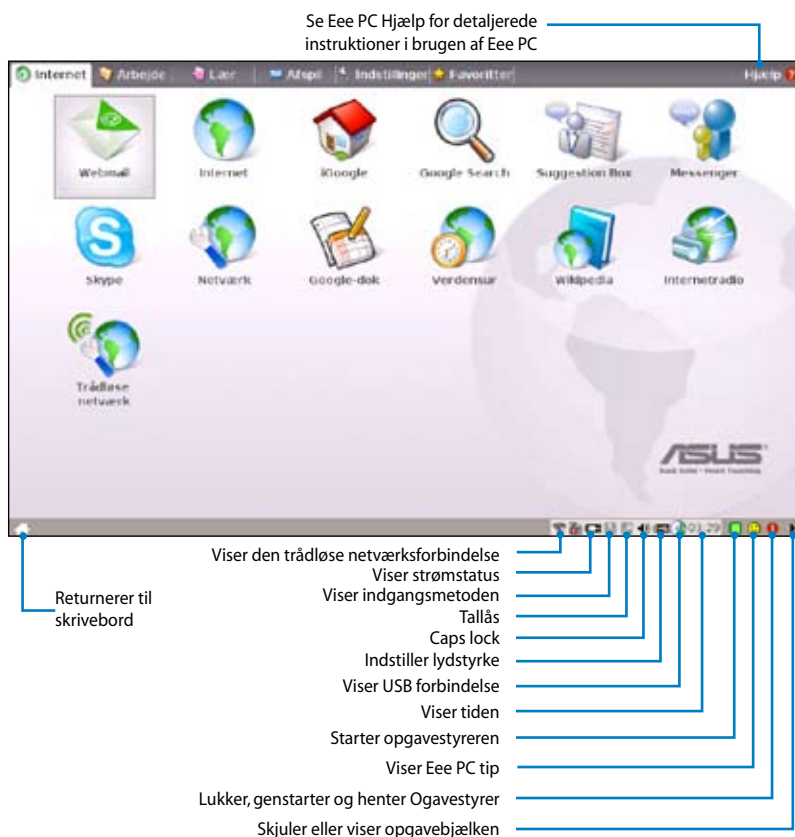 Se Eee PC Hjælp for detaljerede
instruktioner i brugen af Eee PC
Internet Arbejde Lær Afspil Indstillinger Favoritter Hjælp
Webmail Internet iGoogle Google Search Suggestion Box Messenger
Skype Netværk Google-dok Verdensur Wikipedia Internetradio
Trådløse
netværk
ASUS
03:29
Viser den trådløse netværksforbindelse
Viser strømstatus
Viser indgangsmetoden
Returnerer til
skrivebord
Tallås
Caps lock
Indstiller lydstyrke
Viser USB forbindelse
Viser tiden
Starter opgavestyreren
Viser Eee PC tip
Lukker, genstarter og henter Ogavestyrer
Skjuler eller viser opgavebjælken